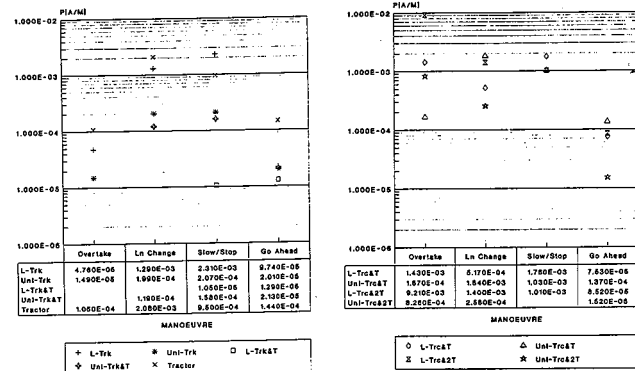 P[A/M]
1.000E-02
1.000E-03
1.000E-04
1.000E-05
1.000E-06
Overtake Ln Change Slow/Stop Go Ahead
L-Trk 4.760E-05 1.290E-03 2.310E-03 9.740E-05
Uni-Trk 1.490E-05 1.990E-04 2.070E-04 2.010E-05
L-Trk&T 1.050E-05 1.290E-05
Uni-Trk&T 1.190E-04 1.580E-04 2.130E-05
Tractor 1.060E-04 2.080E-03 9.500E-04 1.440E-04
MANOEUVRE
+ L-Trk * Uni-Trk □ L-Trk&T
Uni-Trk&T × Tractor
P[A/M]
1.000E-02
1.000E-03
1.000E-04
1.000E-05
1.000E-06
Overtake Ln Change Slow/Stop Go Ahead
L-Trc&T 1.430E-03 5.170E-04 1.760E-03 7.530E-05
Uni-Trc&T 1.670E-04 1.840E-03 1.030E-03 1.370E-04
L-Trc&2T 9.210E-03 1.400E-03 1.010E-03 8.520E-05
Uni-Trc&2T 8.260E-04 2.560E-04 1.520E-05
MANOEUVRE
◊ L-Trc&T △ Uni-Trc&T
L-Trc&2T ☆ Uni-Trc&2T